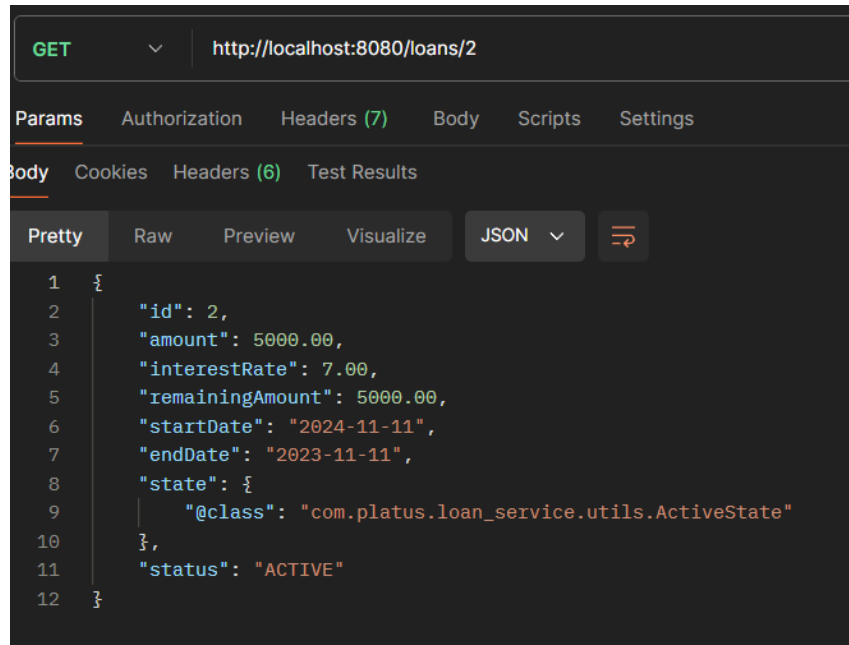 GET http://localhost:8080/loans/2
Params Authorization Headers (7) Body Scripts Settings
Body Cookies Headers (6) Test Results
Pretty Raw Preview Visualize JSON
1 {
2 "id": 2,
3 "amount": 5000.00,
4 "interestRate": 7.00,
5 "remainingAmount": 5000.00,
6 "startDate": "2024-11-11",
7 "endDate": "2023-11-11",
8 "state": {
9 "@class": "com.platus.loan_service.utils.ActiveState"
10 },
11 "status": "ACTIVE"
12 }